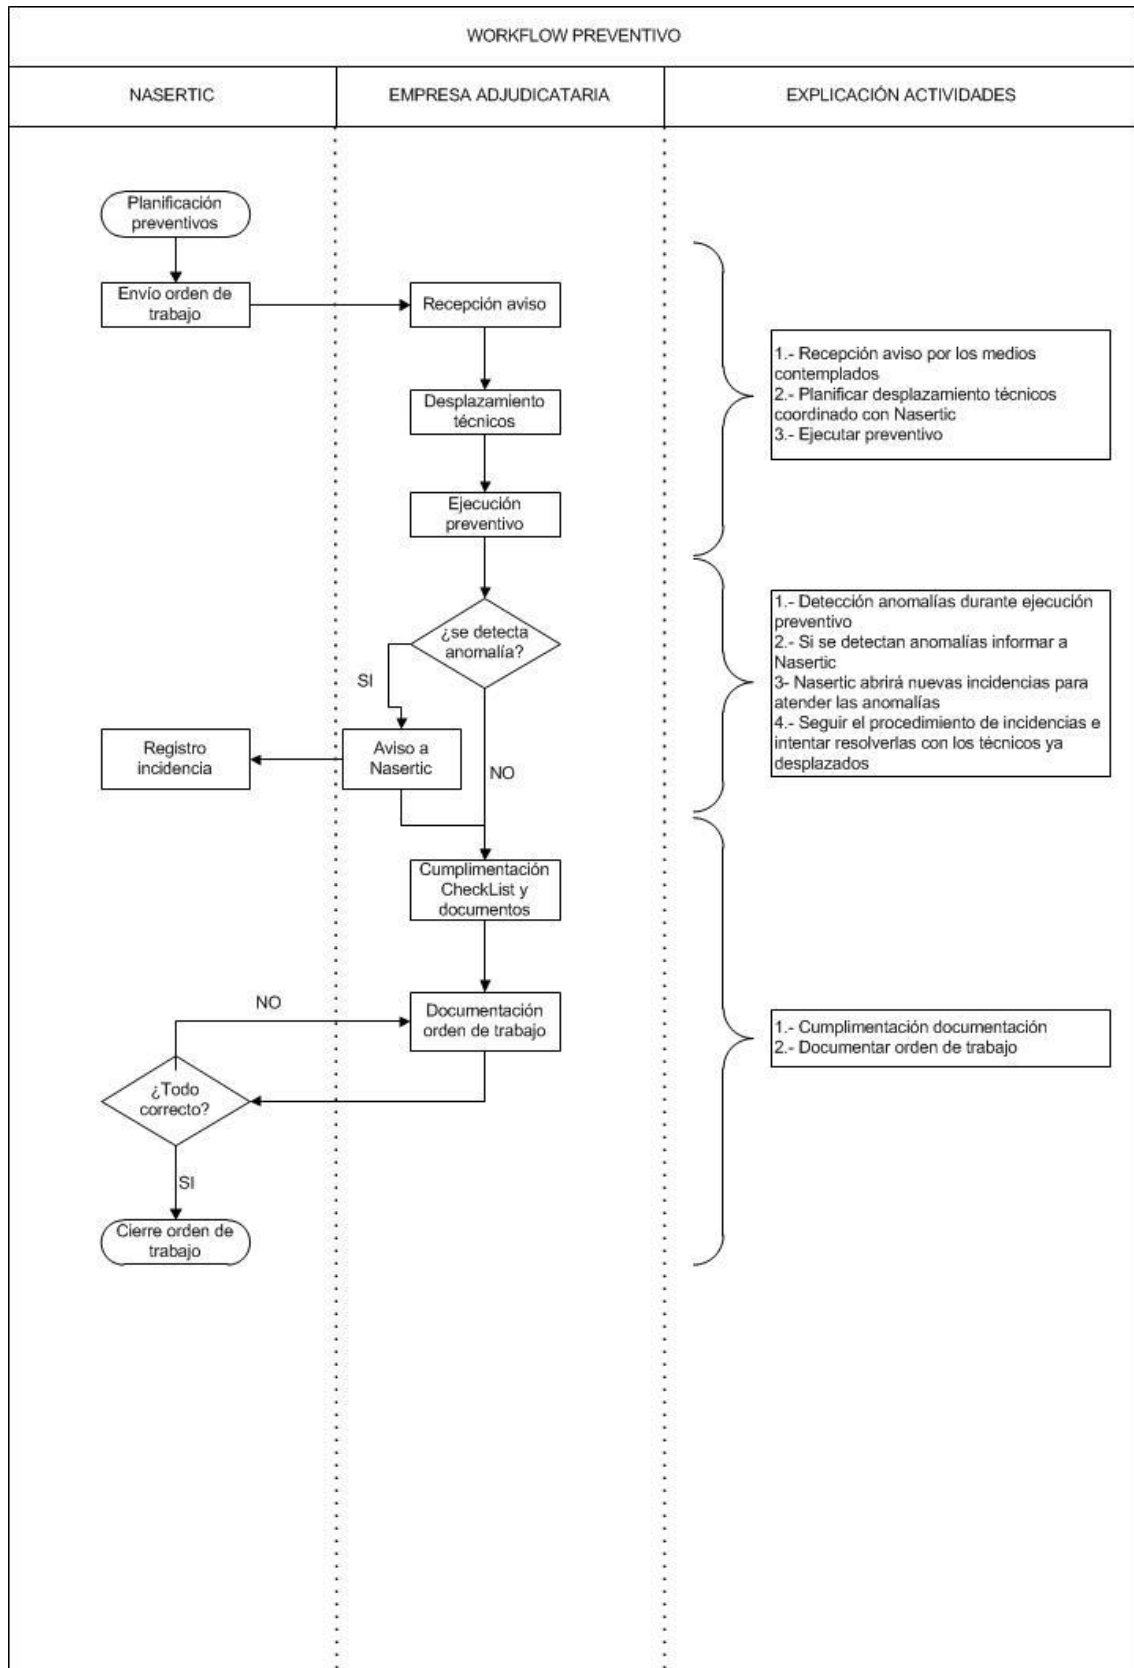 WORKFLOW PREVENTIVO
NASERTIC
EMPRESA ADJUDICATARIA
EXPLICACIÓN ACTIVIDADES
Planificación
preventivos
Envío orden de
trabajo
Recepción aviso
Desplazamiento
técnicos
Ejecución
preventivo
1.- Recepción aviso por los medios
contemplados
2.- Planificar desplazamiento técnicos
coordinado con Nasertic
3.- Ejecutar preventivo
¿se detecta
anomalía?
SI
NO
Aviso a
Nasertic
Registro
incidencia
1.- Detección anomalías durante ejecución
preventivo
2.- Si se detectan anomalías informar a
Nasertic
3- Nasertic abrirá nuevas incidencias para
atender las anomalías
4.- Seguir el procedimiento de incidencias e
intentar resolverlas con los técnicos ya
desplazados
Cumplimentación
CheckList y
documentos
Documentación
orden de trabajo
NO
¿Todo
correcto?
SI
Cierre orden de
trabajo
1.- Cumplimentación documentación
2.- Documentar orden de trabajo